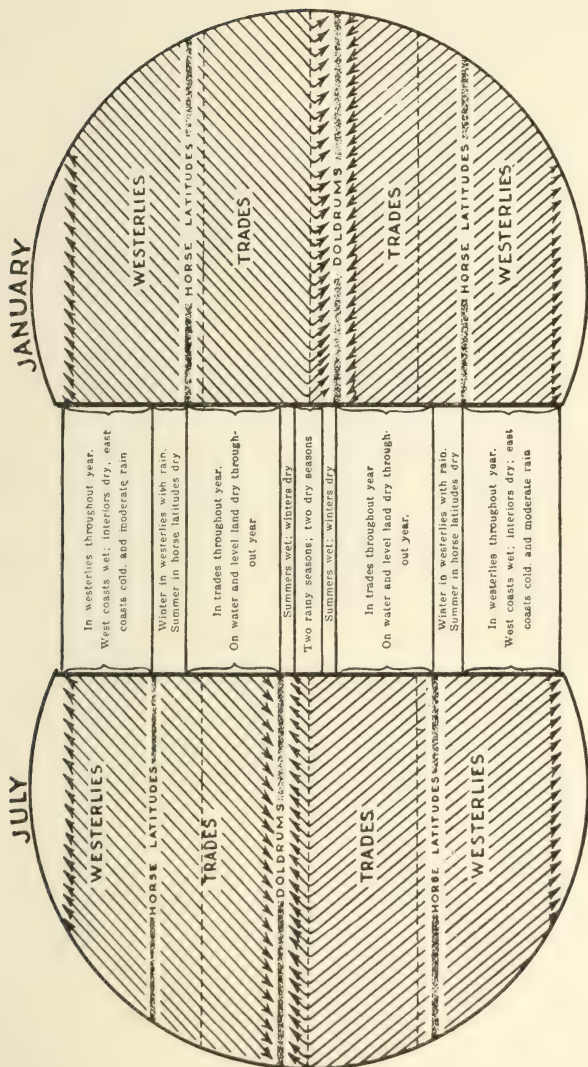 JULY
WESTERLIES
HORSE LATITUDES
TRADES
DOLDRUMS
TRADES
HORSE LATITUDES
WESTERLIES
In westerlies throughout year.
West coasts wet; interiors dry, east
coasts cold, and moderate rain
Winter in westerlies with rain.
Summer in horse latitudes dry
In trades throughout year.
On water and level land dry through-
out year
Summers wet; winters dry
Two rainy seasons; two dry seasons
Summers wet; winters dry
In trades throughout year
On water and level land dry through-
out year.
Winter in westerlies with rain.
Summer in horse latitudes dry
In westerlies throughout year.
West coasts wet; interiors dry; east
coasts cold, and moderate rain
JANUARY
WESTERLIES
HORSE LATITUDES
TRADES
DOLDRUMS
TRADES
HORSE LATITUDES
WESTERLIES